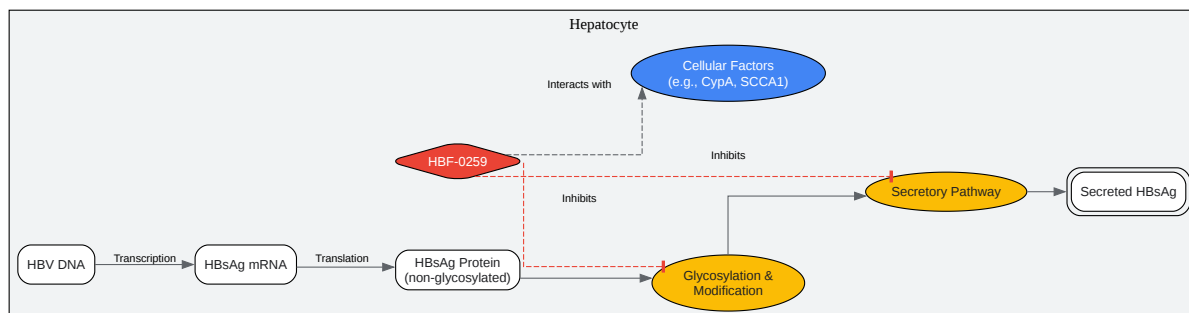 Hepatocyte
Cellular Factors
(e.g., CypA, SCCA1)
Interacts with
HBF-0259
Inhibits
Inhibits
Secretory Pathway
Secreted HBsAg
HBV DNA
Transcription
HBsAg mRNA
Translation
HBsAg Protein
(non-glycosylated)
Glycosylation &
Modification